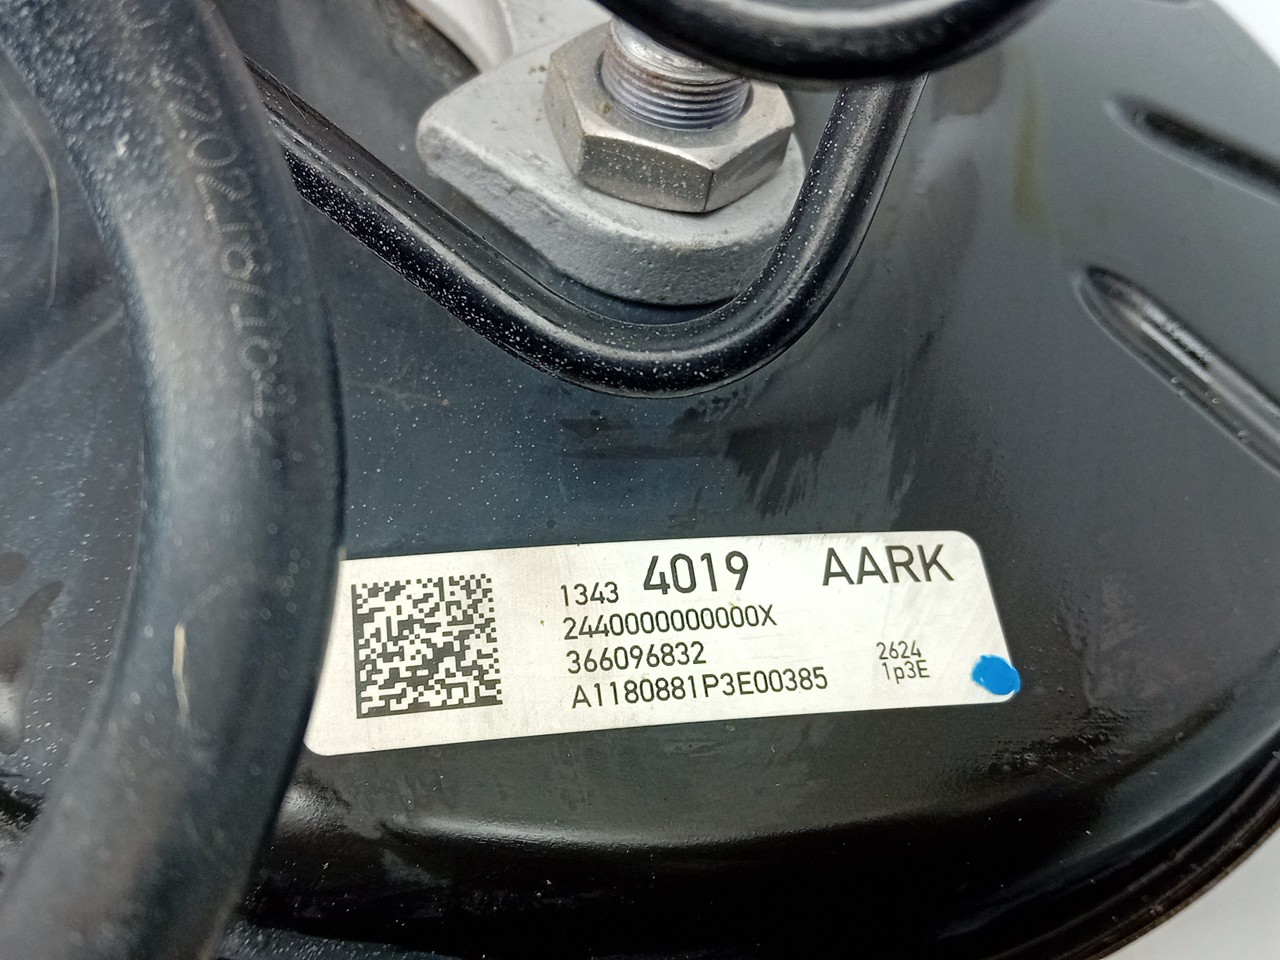 1343 4019 AARK
2440000000000X
366096832
2624
A1180881P3E00385
1p3E